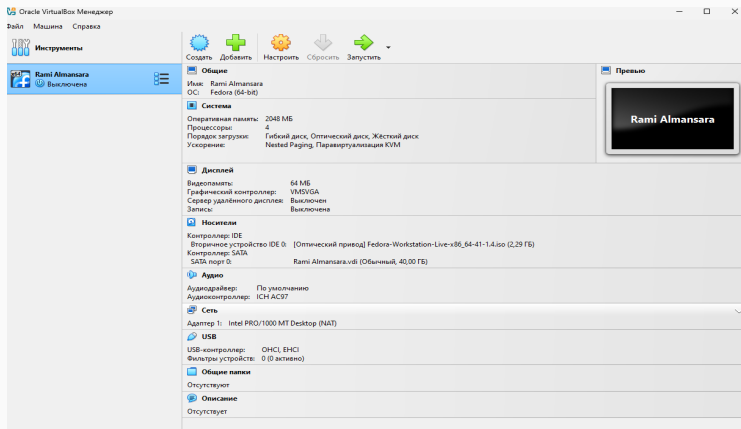 Oracle VirtualBox Менеджер
Файл Машина Справка
Инструменты
Создать Добавить Настроить Сбросить Запустить
Rami Almansara
Выключена
Общие
Имя: Rami Almansara
ОС: Fedora (64-bit)
Превью
Rami Almansara
Система
Оперативная память: 2048 МБ
Процессоры: 4
Порядок загрузки: Гибкий диск, Оптический диск, Жёсткий диск
Ускорение: Nested Paging, Паравиртуализация KVM
Дисплей
Видеопамять: 64 МБ
Графический контроллер: VMSVGA
Сервер удалённого дисплея: Выключен
Запись: Выключена
Носители
Контроллер: IDE
Вторичное устройство IDE 0: [Оптический привод] Fedora-Workstation-Live-x86_64-41-1.4.iso (2,29 ГБ)
Контроллер: SATA
SATA порт 0: Rami Almansara.vdi (Обычный, 40,00 ГБ)
Аудио
Аудиодрайвер: По умолчанию
Аудиоконтроллер: ICH AC97
Сеть
Адаптер 1: Intel PRO/1000 MT Desktop (NAT)
USB
USB-контроллер: OHCI, EHCI
Фильтры устройств: 0 (0 активно)
Общие папки
Отсутствуют
Описание
Отсутствует